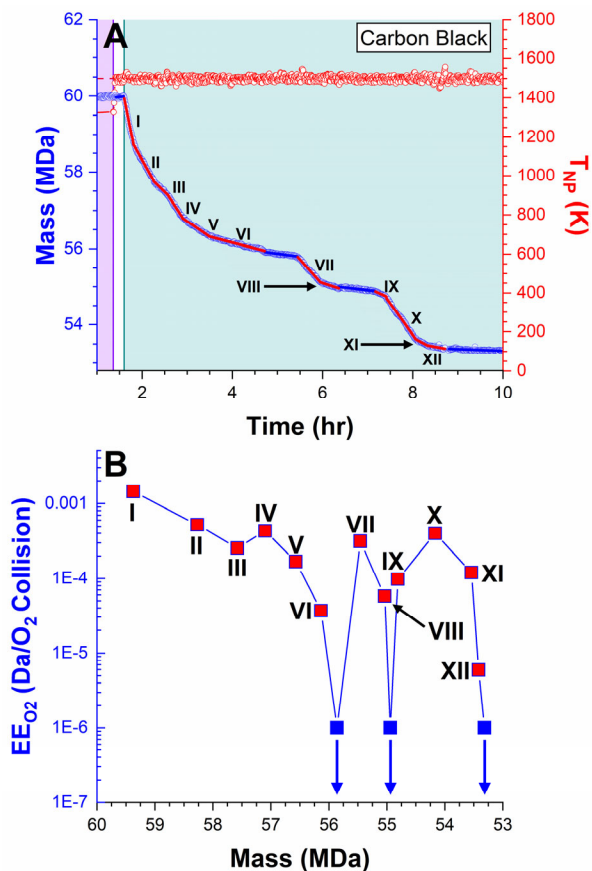 A
Carbon Black
62
60
58
56
54
Mass (MDa)
1800
1600
1400
1200
1000
800
600
400
200
100
0
T_NP (K)
I
II
III
IV
V
VI
VII
VIII
IX
X
XI
XII
2
4
6
8
10
Time (hr)
B
0.001
1E-4
1E-5
1E-6
1E-7
EE_O2 (Da/O_2 Collision)
I
II
III
IV
V
VI
VII
VIII
IX
X
XI
XII
60
59
58
57
56
55
54
53
Mass (MDa)